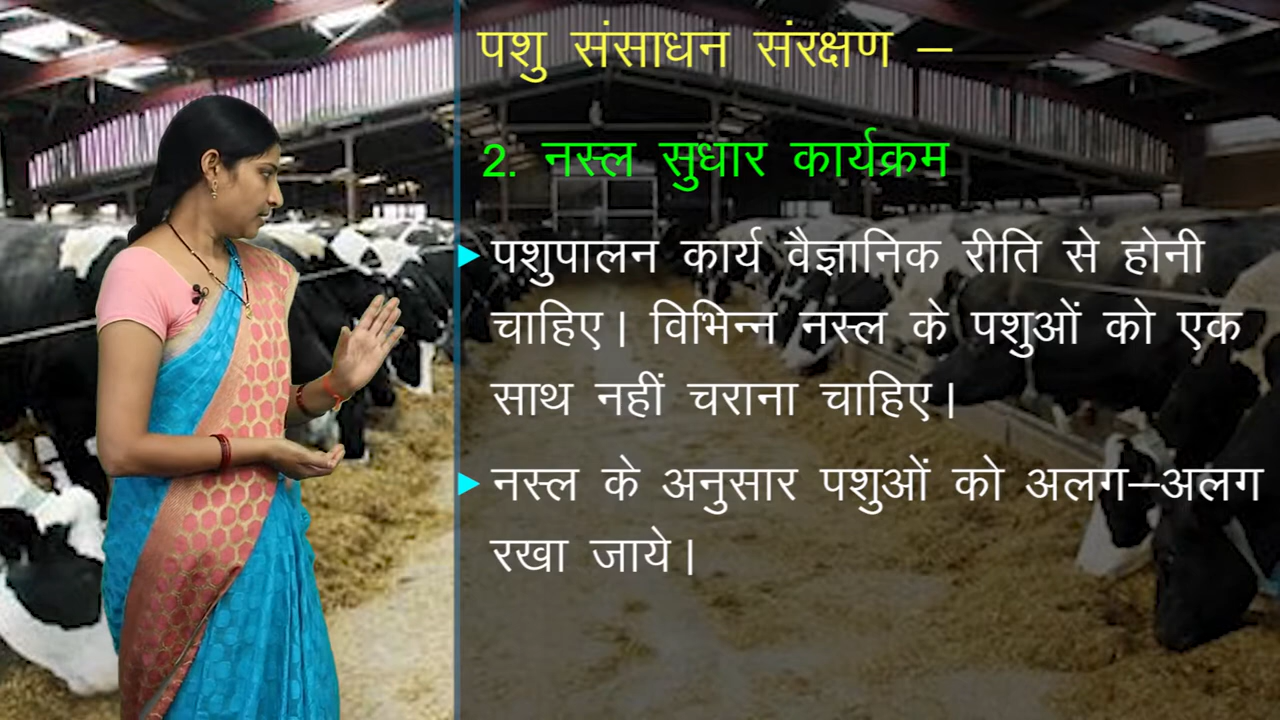 पशु संसाधन संरक्षण –
2. नस्ल सुधार कार्यक्रम
पशुपालन कार्य वैज्ञानिक रीति से होनी
चाहिए। विभिन्न नस्ल के पशुओं को एक
साथ नहीं चराना चाहिए।
नस्ल के अनुसार पशुओं को अलग–अलग
रखा जाये।